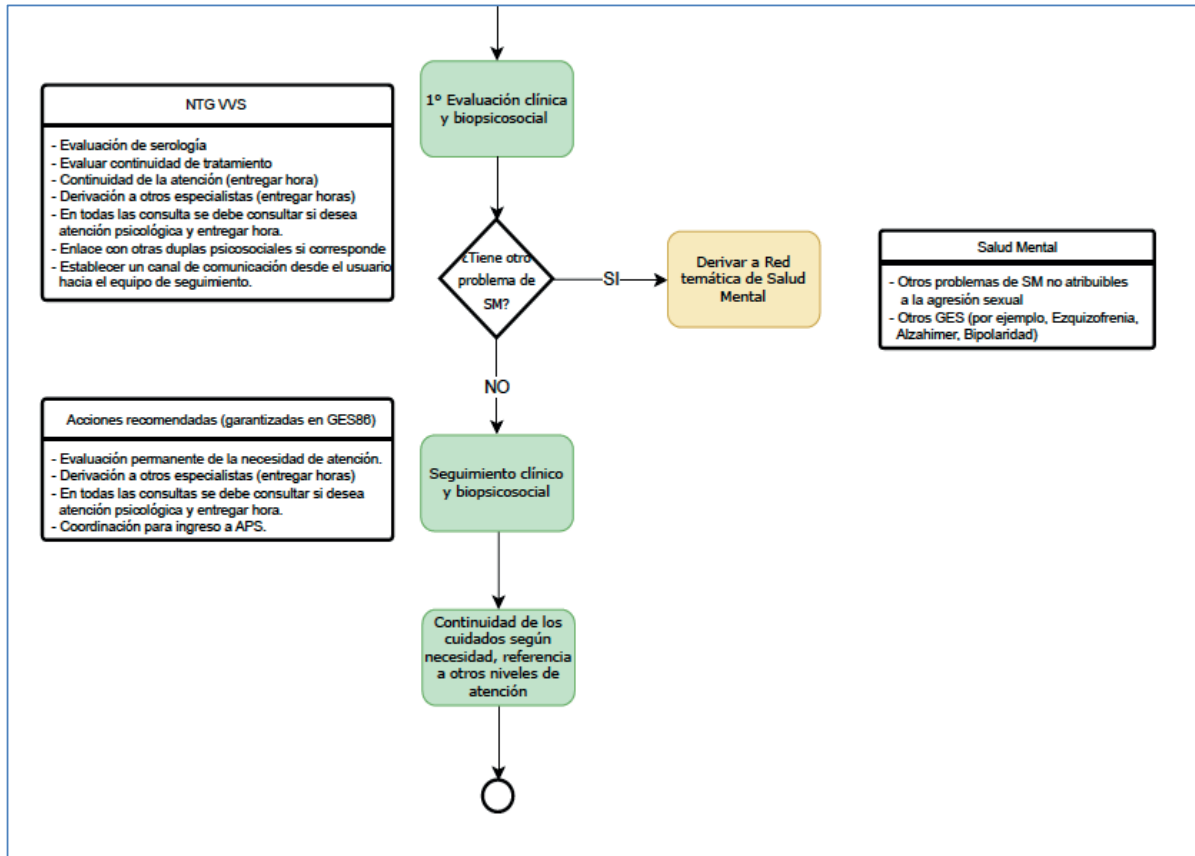 1º Evaluación clínica
y biopsicosocial
NTG VVS
- Evaluación de serología
- Evaluar continuidad de tratamiento
- Continuidad de la atención (entregar hora)
- Derivación a otros especialistas (entregar horas)
- En todas las consulta se debe consultar si desea
atención psicológica y entregar hora.
- Enlace con otras duplas psicosociales si corresponde
- Establecer un canal de comunicación desde el usuario
hacia el equipo de seguimiento.
¿Tiene otro
problema de
SM?
SI
Derivar a Red
temática de Salud
Mental
Salud Mental
- Otros problemas de SM no atribuibles
a la agresión sexual
- Otros GES (por ejemplo, Ezquizofrenia,
Alzahimer, Bipolaridad)
NO
Acciones recomendadas (garantizadas en GES86)
- Evaluación permanente de la necesidad de atención.
- Derivación a otros especialistas (entregar horas)
- En todas las consultas se debe consultar si desea
atención psicológica y entregar hora.
- Coordinación para ingreso a APS.
Seguimiento clínico
y biopsicosocial
Continuidad de los
cuidados según
necesidad, referencia
a otros niveles de
atención